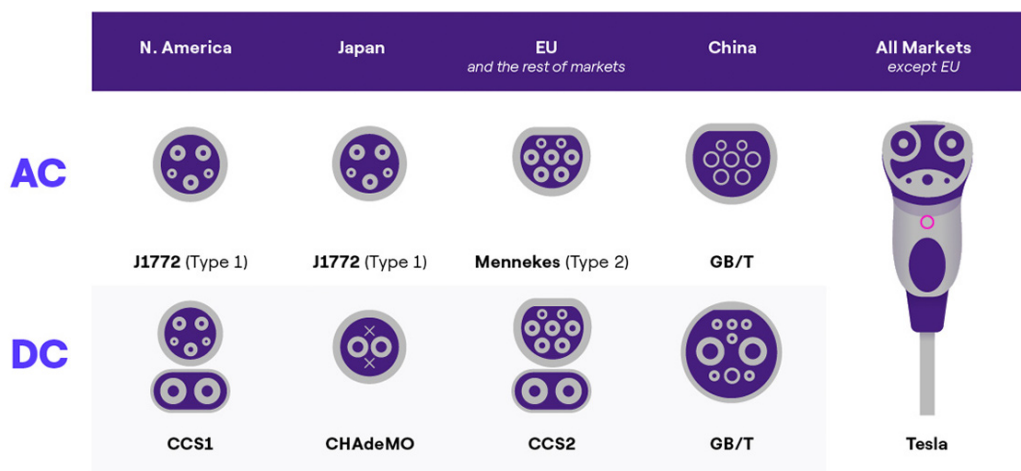 N. America
Japan
EU
and the rest of markets
China
All Markets
except EU
AC
J1772 (Type 1)
J1772 (Type 1)
Mennekes (Type 2)
GB/T
DC
CCS1
CHAdeMO
CCS2
GB/T
Tesla